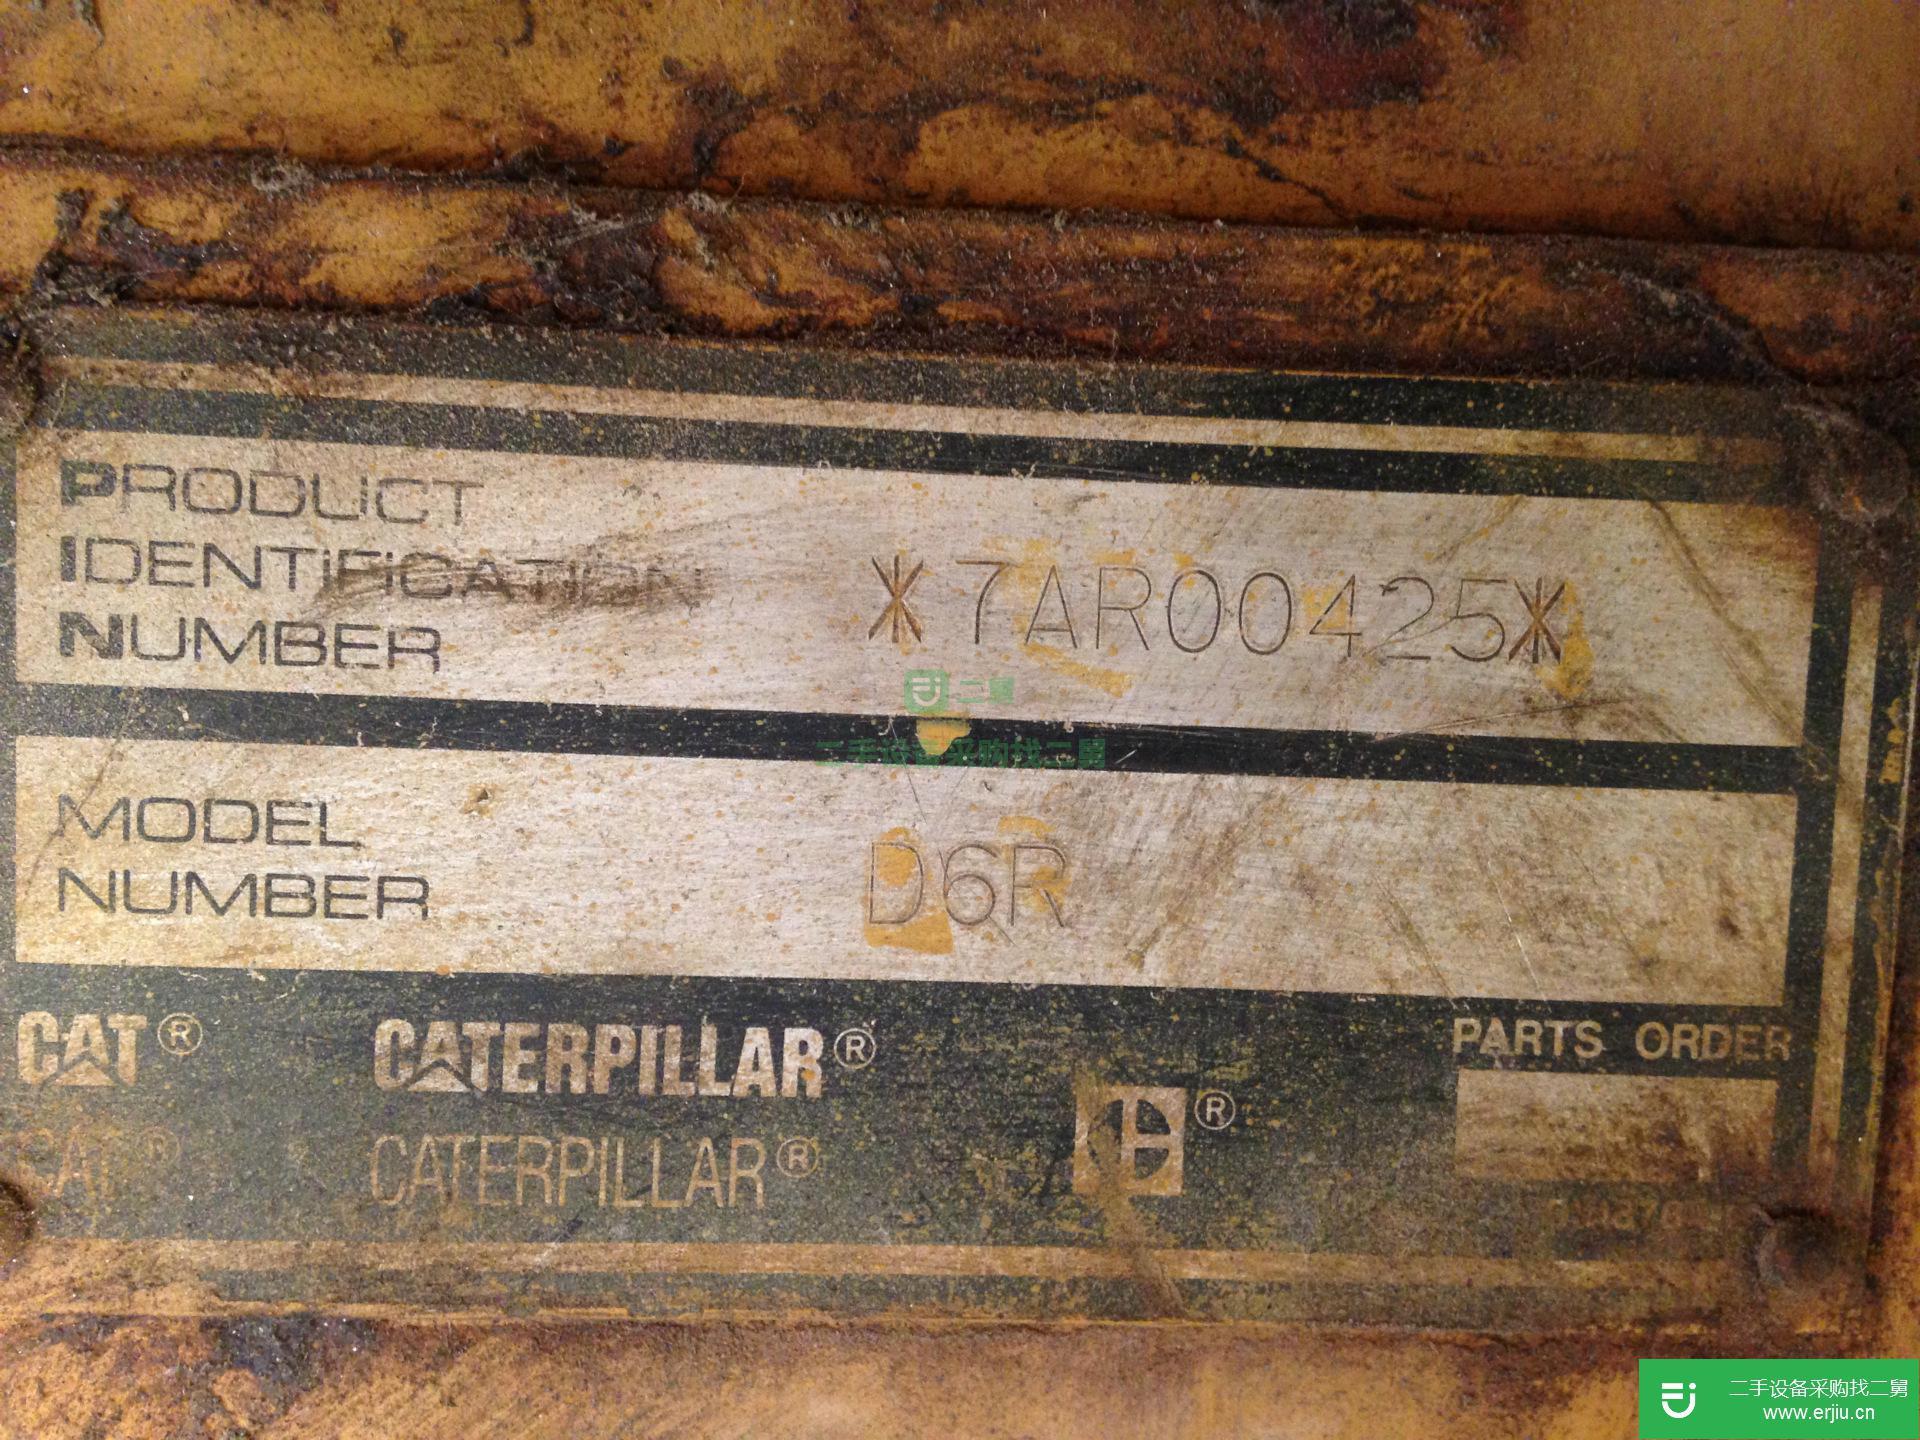 PRODUCT
IDENTIFICATION
NUMBER
*7AR00425*
二舅
二手设备采购找二舅
MODEL
NUMBER
D6R
CAT® CATERPILLAR®
PARTS ORDER
CAT® CATERPILLAR®
®
二手设备采购找二舅
www.erjiu.cn